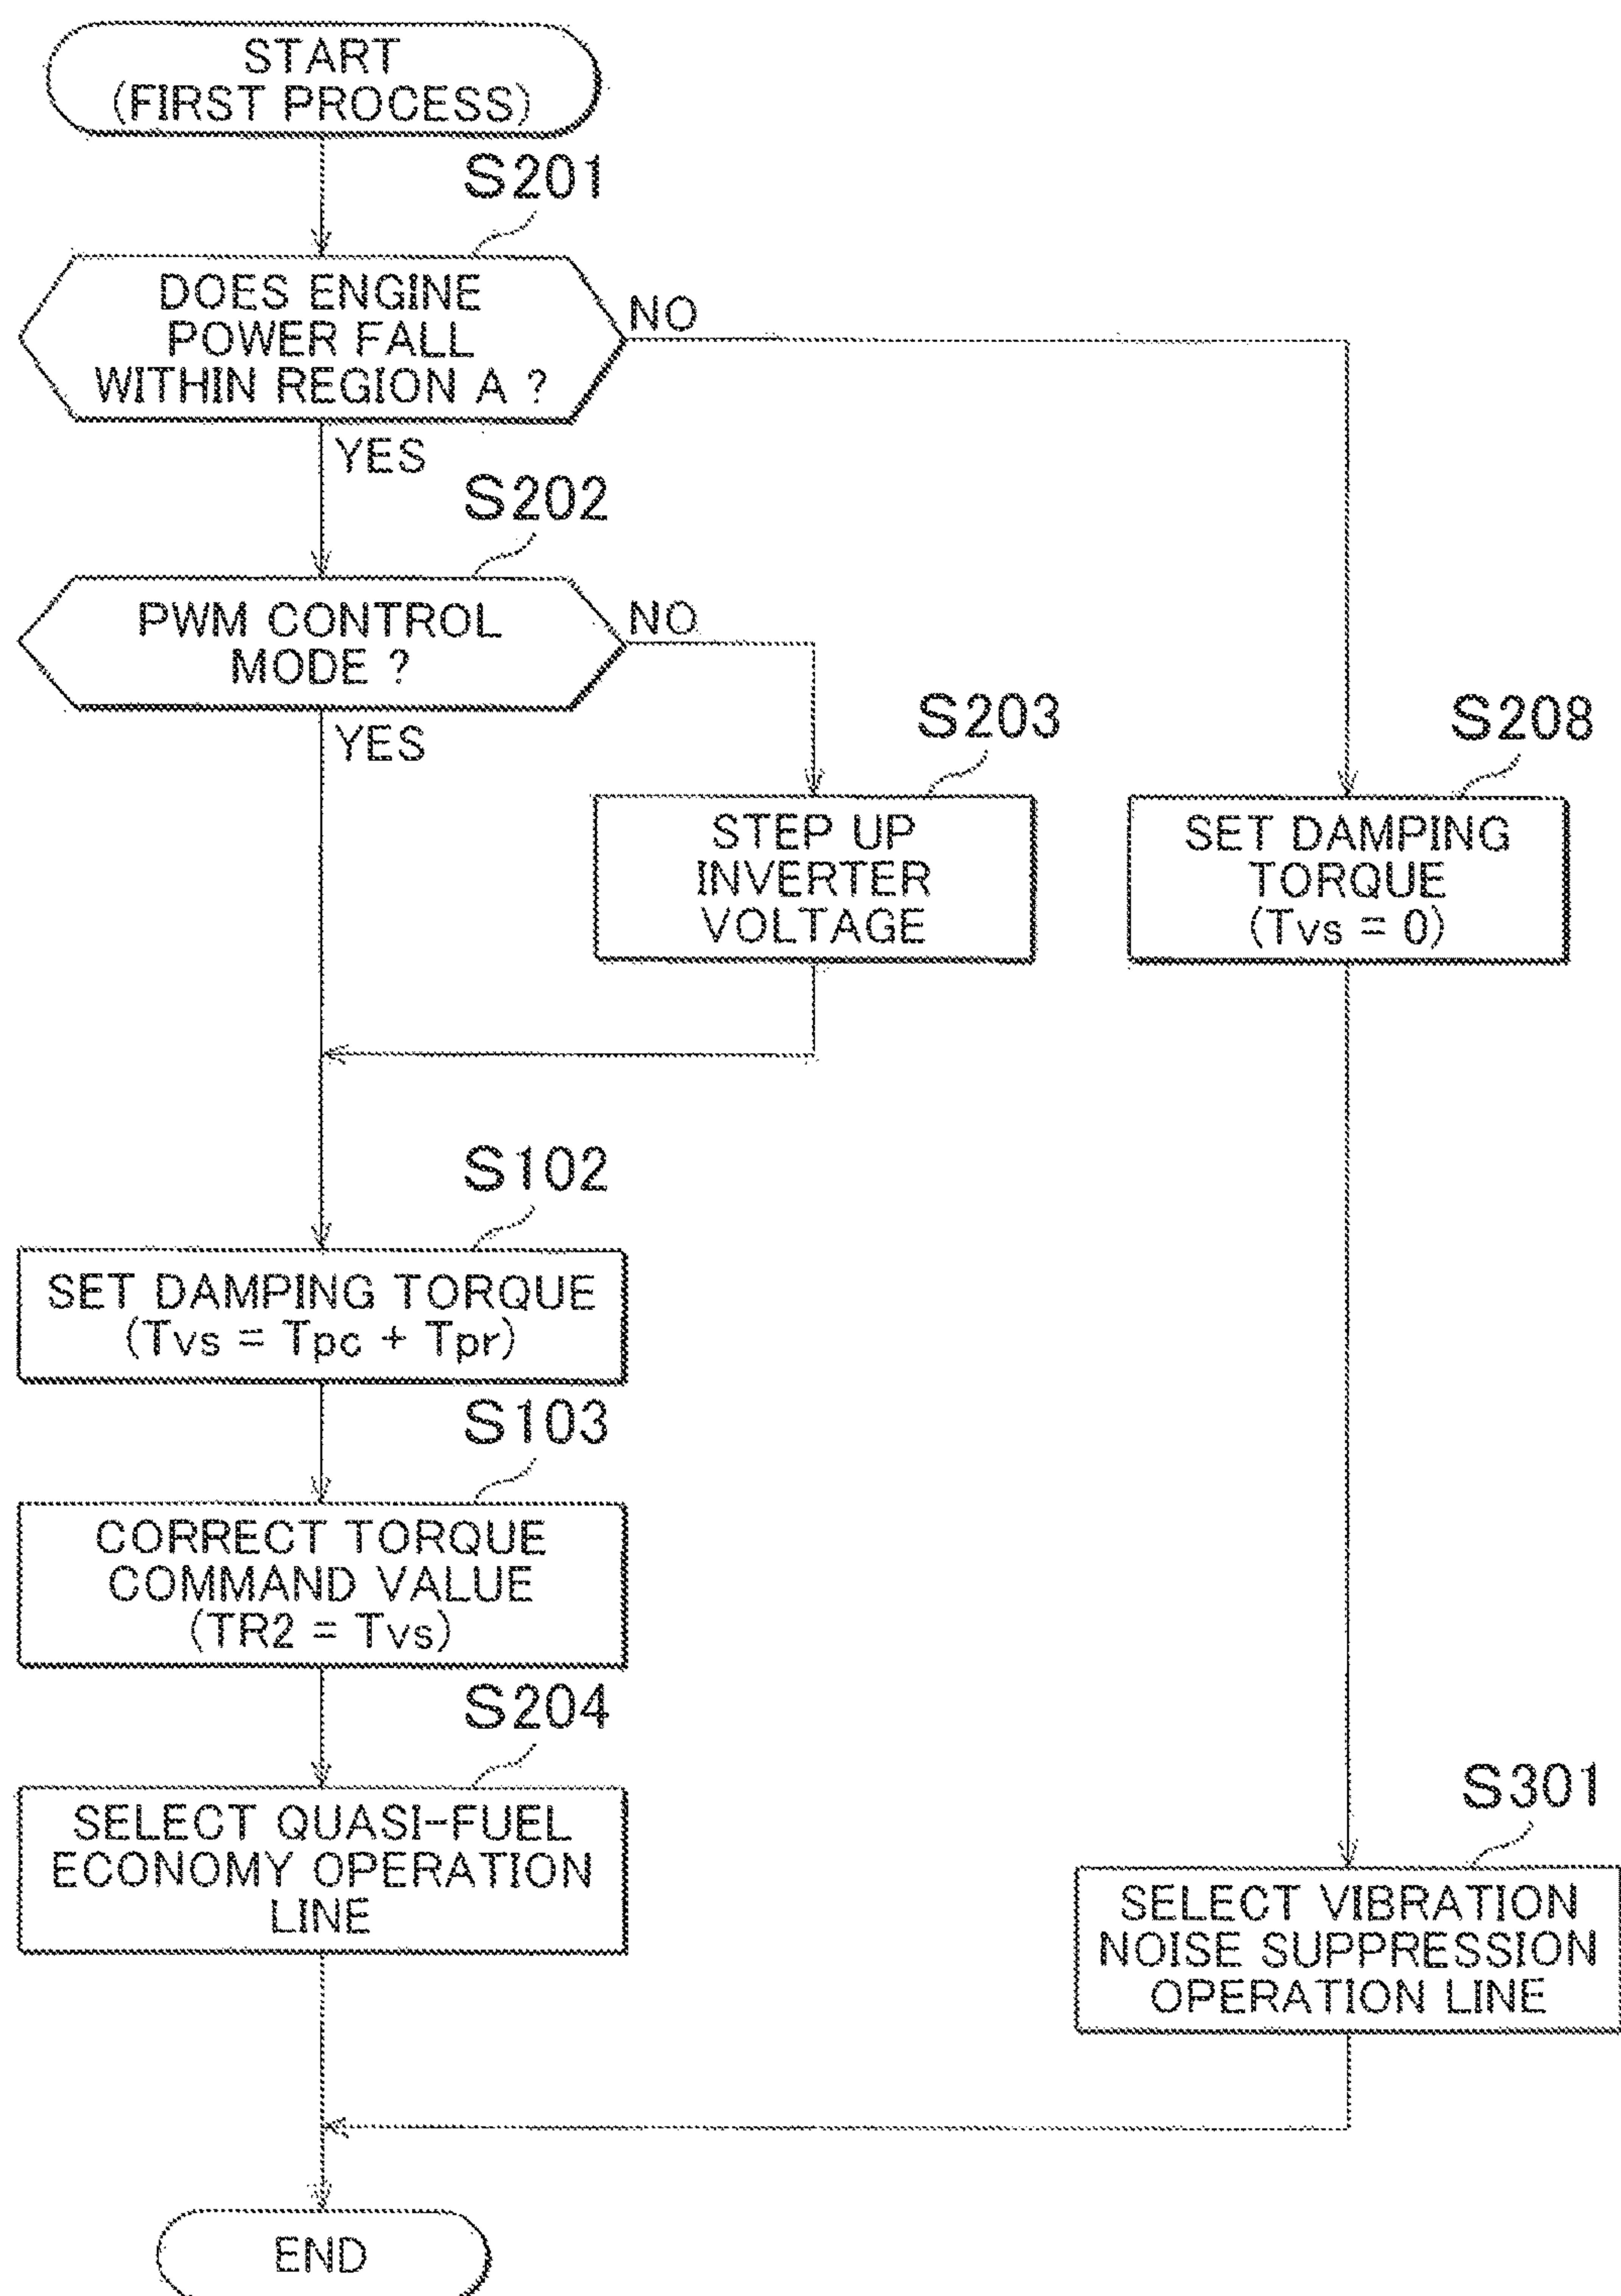 START
(FIRST PROCESS)
S201
DOES ENGINE
POWER FALL
WITHIN REGION A ?
NO
YES
S202
PWM CONTROL
MODE ?
NO
YES
S203
STEP UP
INVERTER
VOLTAGE
S208
SET DAMPING
TORQUE
(Tvs = 0)
S102
SET DAMPING TORQUE
(Tvs = Tpc + Tpr)
S103
CORRECT TORQUE
COMMAND VALUE
(TR2 = Tvs)
S204
SELECT QUASI-FUEL
ECONOMY OPERATION
LINE
S301
SELECT VIBRATION
NOISE SUPPRESSION
OPERATION LINE
END